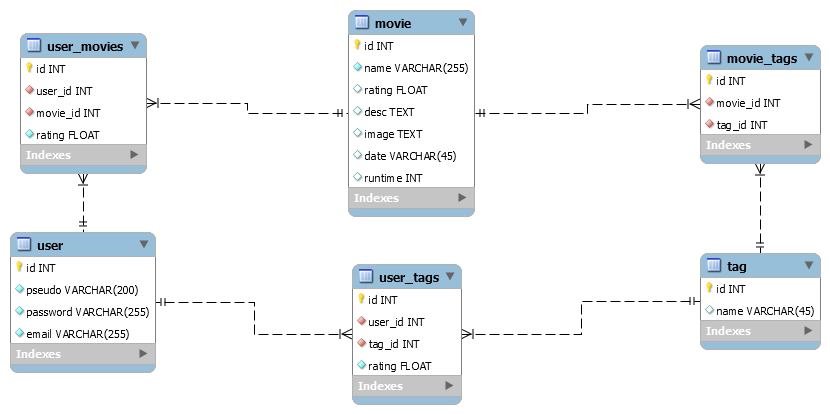 user_movies
id INT
user_id INT
movie_id INT
rating FLOAT
Indexes
movie
id INT
name VARCHAR(255)
rating FLOAT
desc TEXT
image TEXT
date VARCHAR(45)
runtime INT
Indexes
movie_tags
id INT
movie_id INT
tag_id INT
Indexes
user
id INT
pseudo VARCHAR(200)
password VARCHAR(255)
email VARCHAR(255)
Indexes
user_tags
id INT
user_id INT
tag_id INT
rating FLOAT
Indexes
tag
id INT
name VARCHAR(45)
Indexes